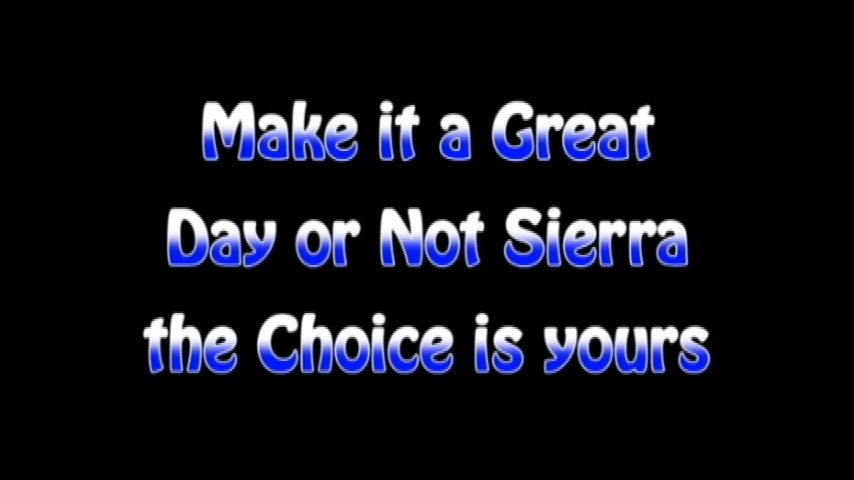 Make it a Great
Day or Not Sierra
the Choice is yours